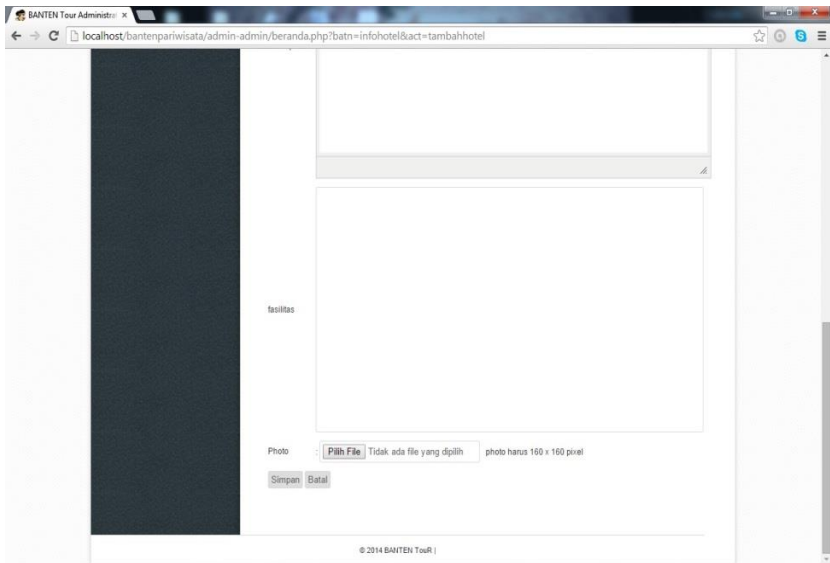 BANTEN Tour Administra
localhost/bantenpariwisata/admin-admin/beranda.php?batn=infohotel&act=tambahhotel
fasilitas
Photo : Pilih File Tidak ada file yang dipilih photo harus 160 x 160 pixel
Simpan Batal
© 2014 BANTEN TouR |